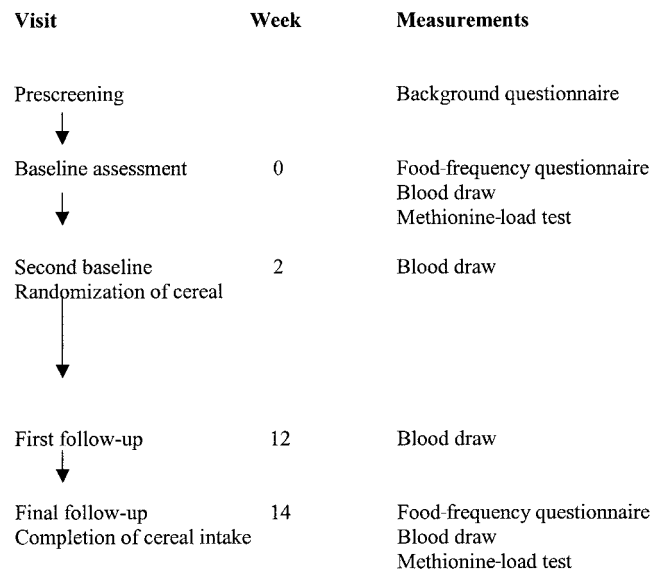 Visit Week Measurements
Prescreening Background questionnaire
Baseline assessment 0 Food-frequency questionnaire
Blood draw
Methionine-load test
Second baseline 2 Blood draw
Randomization of cereal
First follow-up 12 Blood draw
Final follow-up 14 Food-frequency questionnaire
Completion of cereal intake Blood draw
Methionine-load test